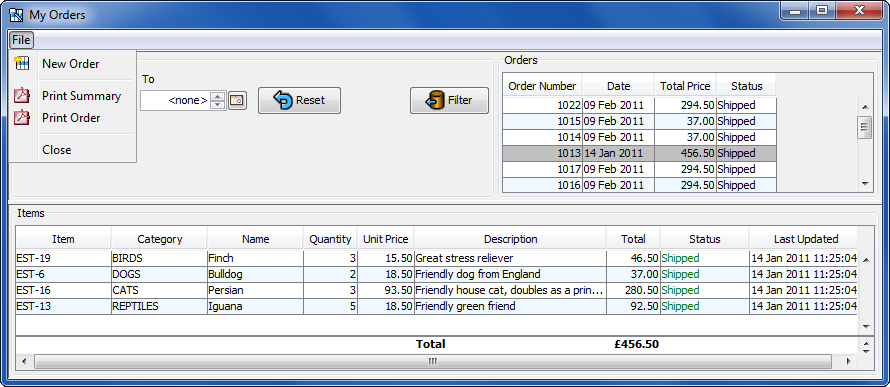 My Orders
File
New Order
Print Summary
Print Order
Close
To
<none>
Reset
Filter
Orders
Order Number Date Total Price Status
1022 09 Feb 2011 294.50 Shipped
1015 09 Feb 2011 37.00 Shipped
1014 09 Feb 2011 37.00 Shipped
1013 14 Jan 2011 456.50 Shipped
1017 09 Feb 2011 294.50 Shipped
1016 09 Feb 2011 294.50 Shipped
Items
Item Category Name Quantity Unit Price Description Total Status Last Updated
EST-19 BIRDS Finch 3 15.50 Great stress reliever 46.50 Shipped 14 Jan 2011 11:25:04
EST-6 DOGS Bulldog 2 18.50 Friendly dog from England 37.00 Shipped 14 Jan 2011 11:25:04
EST-16 CATS Persian 3 93.50 Friendly house cat, doubles as a prin... 280.50 Shipped 14 Jan 2011 11:25:04
EST-13 REPTILES Iguana 5 18.50 Friendly green friend 92.50 Shipped 14 Jan 2011 11:25:04
Total £456.50